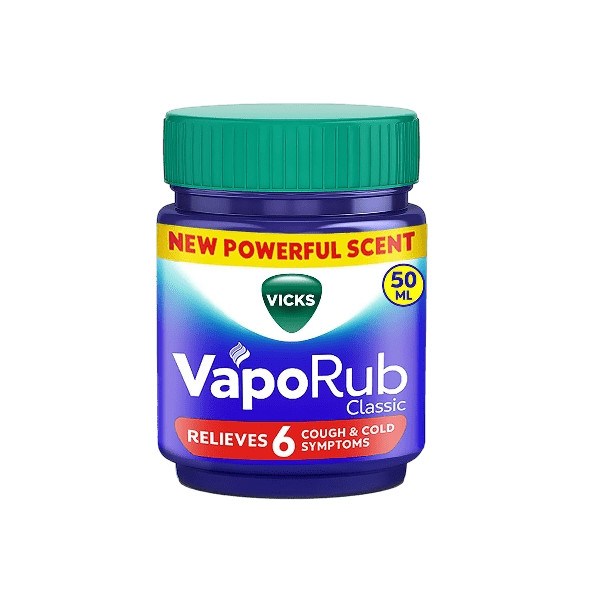 NEW POWERFUL SCENT
50
ML
VICKS
VapoRub
Classic
RELIEVES 6 COUGH & COLD
SYMPTOMS